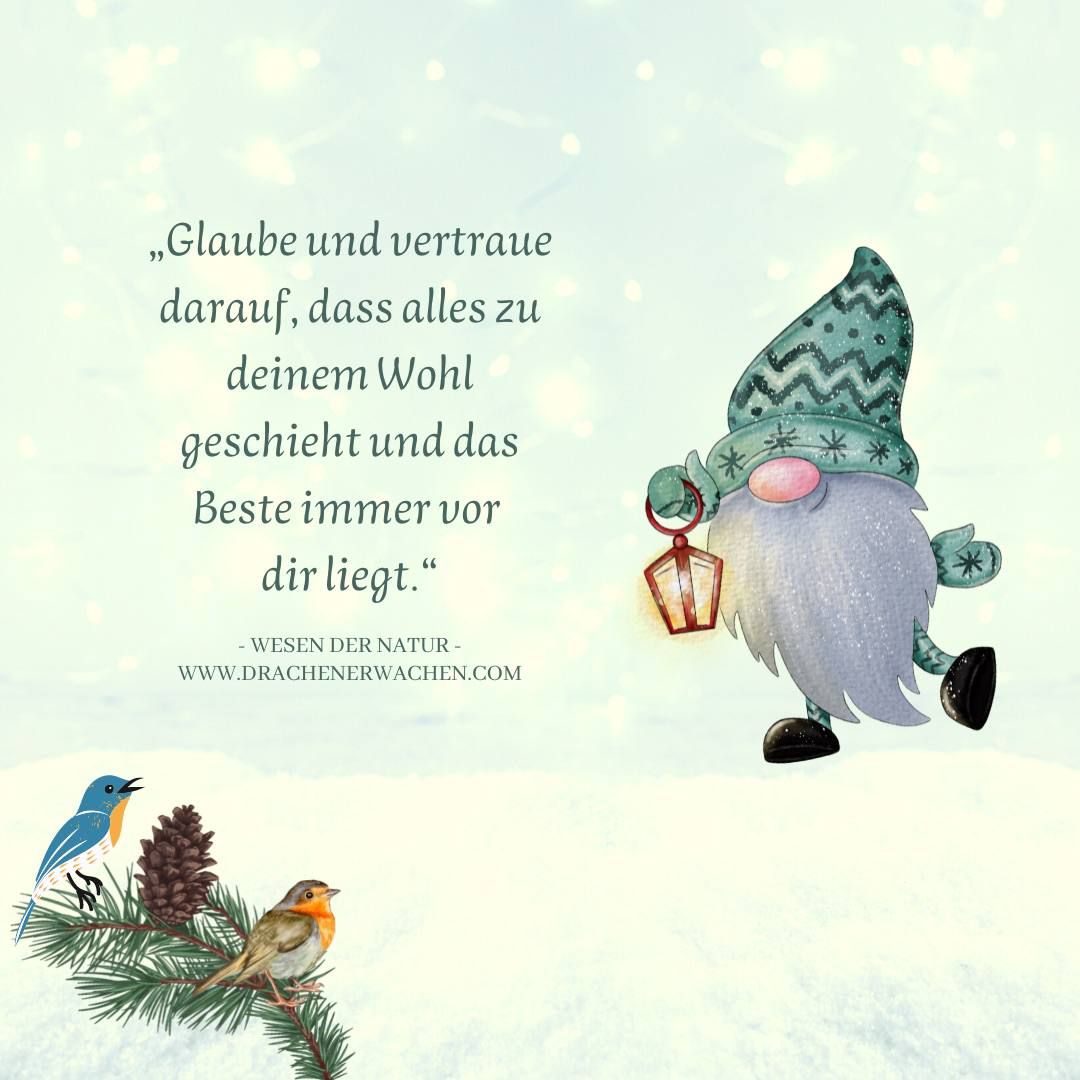 „Glaube und vertraue
darauf, dass alles zu
deinem Wohl
geschieht und das
Beste immer vor
dir liegt.“
- WESEN DER NATUR -
WWW.DRACHENERWACHEN.COM